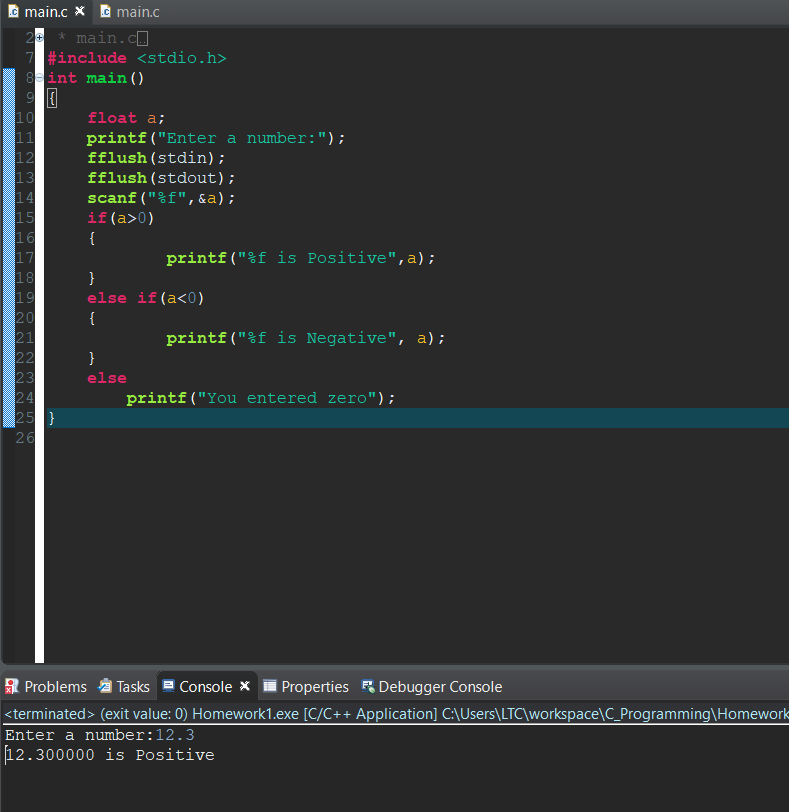 main.c main.c
2 * main.c
7 #include <stdio.h>
8 int main()
9 {
10     float a;
11     printf("Enter a number:");
12     fflush(stdin);
13     fflush(stdout);
14     scanf("%f",&a);
15     if(a>0)
16     {
17             printf("%f is Positive",a);
18     }
19     else if(a<0)
20     {
21             printf("%f is Negative", a);
22     }
23     else
24         printf("You entered zero");
25 }
26
Problems Tasks Console Properties Debugger Console
<terminated> (exit value: 0) Homework1.exe [C/C++ Application] C:\Users\LTC\workspace\C_Programming\Homework
Enter a number:12.3
12.300000 is Positive